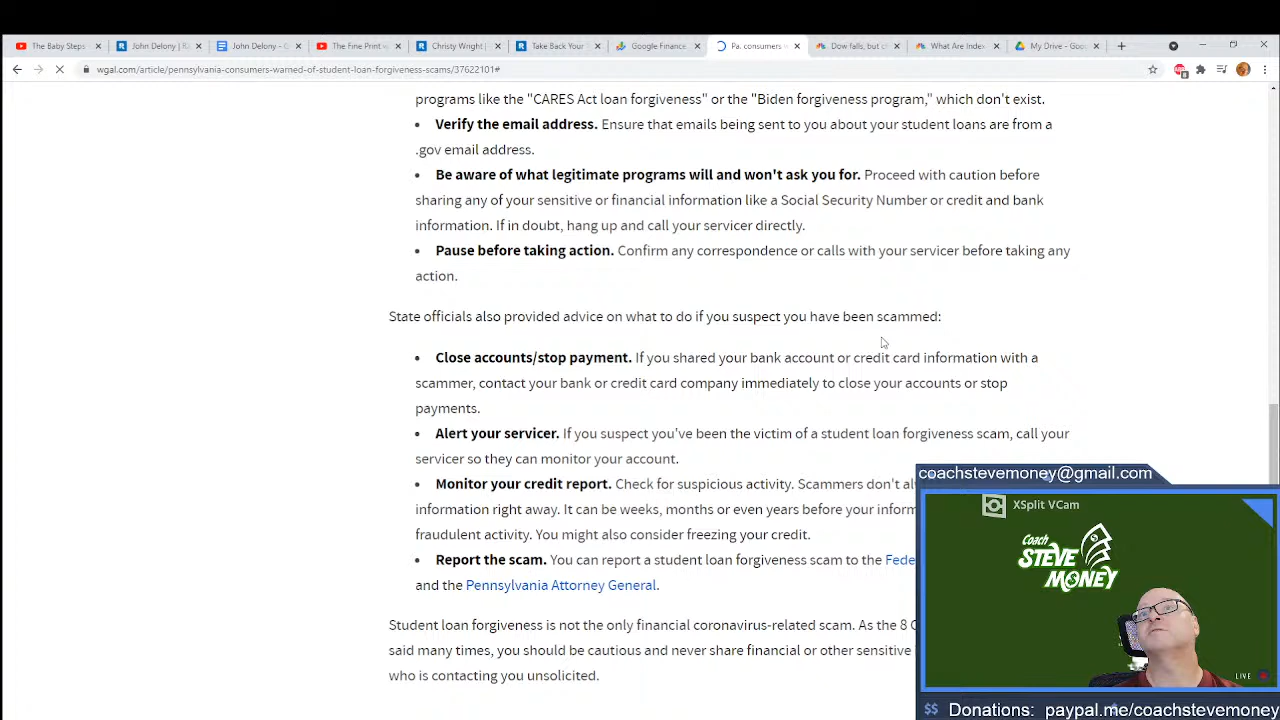 The Baby Steps
John Delony | R
John Delony - G
The Fine Print
Christy Wright |
Take Back Your
Google Finance
Pa. consumers
Dow falls, but c
What Are Index
My Drive - Goo
wgal.com/article/pennsylvania-consumers-warned-of-student-loan-forgiveness-scams/37622101#
programs like the "CARES Act loan forgiveness" or the "Biden forgiveness program," which don't exist.
• Verify the email address. Ensure that emails being sent to you about your student loans are from a
.gov email address.
• Be aware of what legitimate programs will and won't ask you for. Proceed with caution before
sharing any of your sensitive or financial information like a Social Security Number or credit and bank
information. If in doubt, hang up and call your servicer directly.
• Pause before taking action. Confirm any correspondence or calls with your servicer before taking any
action.
State officials also provided advice on what to do if you suspect you have been scammed:
• Close accounts/stop payment. If you shared your bank account or credit card information with a
scammer, contact your bank or credit card company immediately to close your accounts or stop
payments.
• Alert your servicer. If you suspect you've been the victim of a student loan forgiveness scam, call your
servicer so they can monitor your account.
• Monitor your credit report. Check for suspicious activity. Scammers don't al
information right away. It can be weeks, months or even years before your inform
fraudulent activity. You might also consider freezing your credit.
• Report the scam. You can report a student loan forgiveness scam to the Fede
and the Pennsylvania Attorney General.
Student loan forgiveness is not the only financial coronavirus-related scam. As the 8 O
said many times, you should be cautious and never share financial or other sensitive
who is contacting you unsolicited.
coachstevemoney@gmail.com
XSplit VCam
Coach
STEVE
MONEY
LIVE
$$ Donations: paypal.me/coachstevemoney